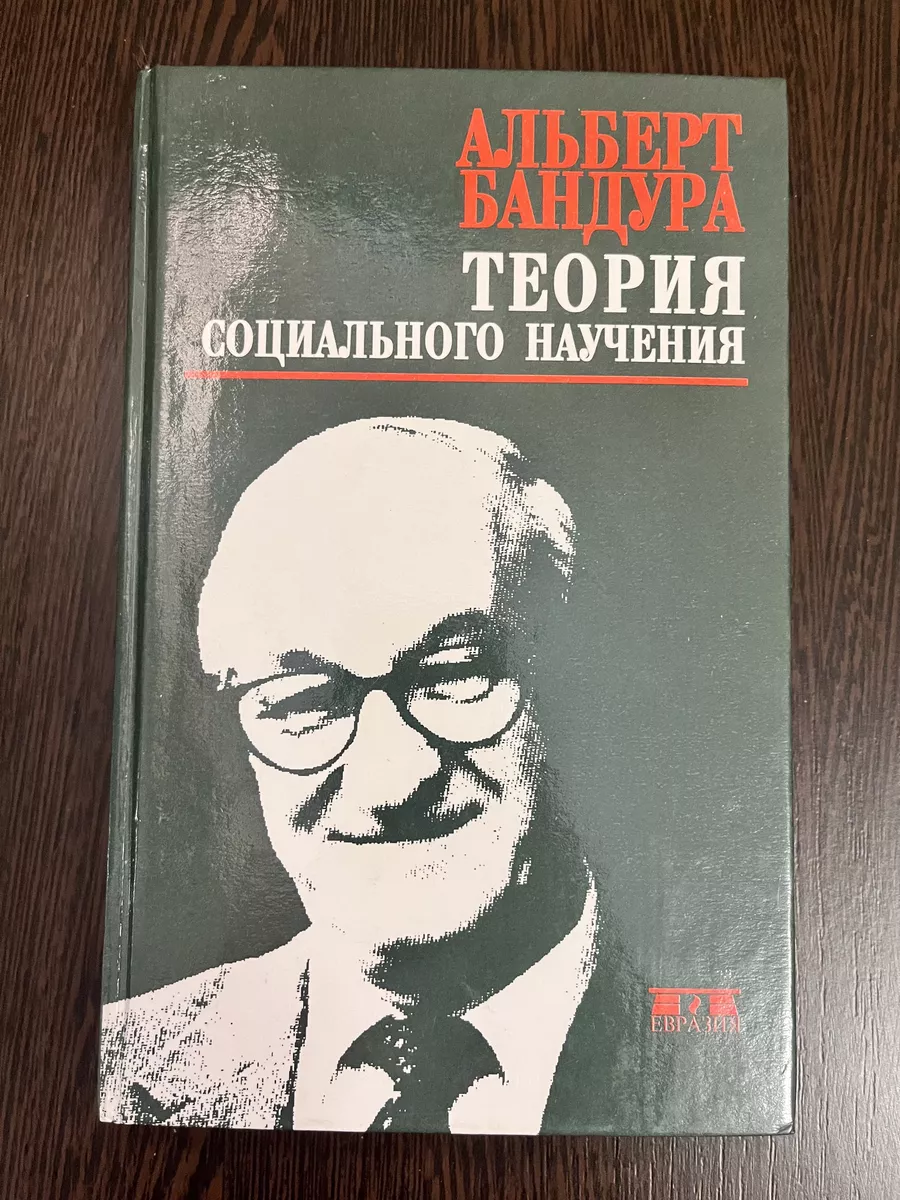 АЛЬБЕРТ
БАНДУРА
ТЕОРИЯ
СОЦИАЛЬНОГО НАУЧЕНИЯ
ЕВРАЗИЯ